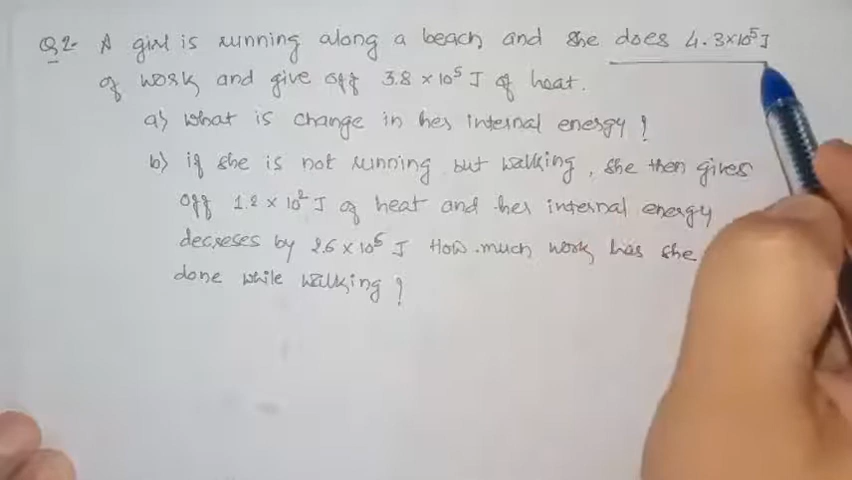 Q2- A girl is running along a beach and she does 4.3×10⁵J
of work and give off 3.8 × 10⁵ J of heat.
a) what is change in her internal energy ?
b) if she is not running but walking, she then gives
off 1.2 × 10² J of heat and her internal energy
decreses by 2.6 × 10⁵ J How much work has she
done while walking ?